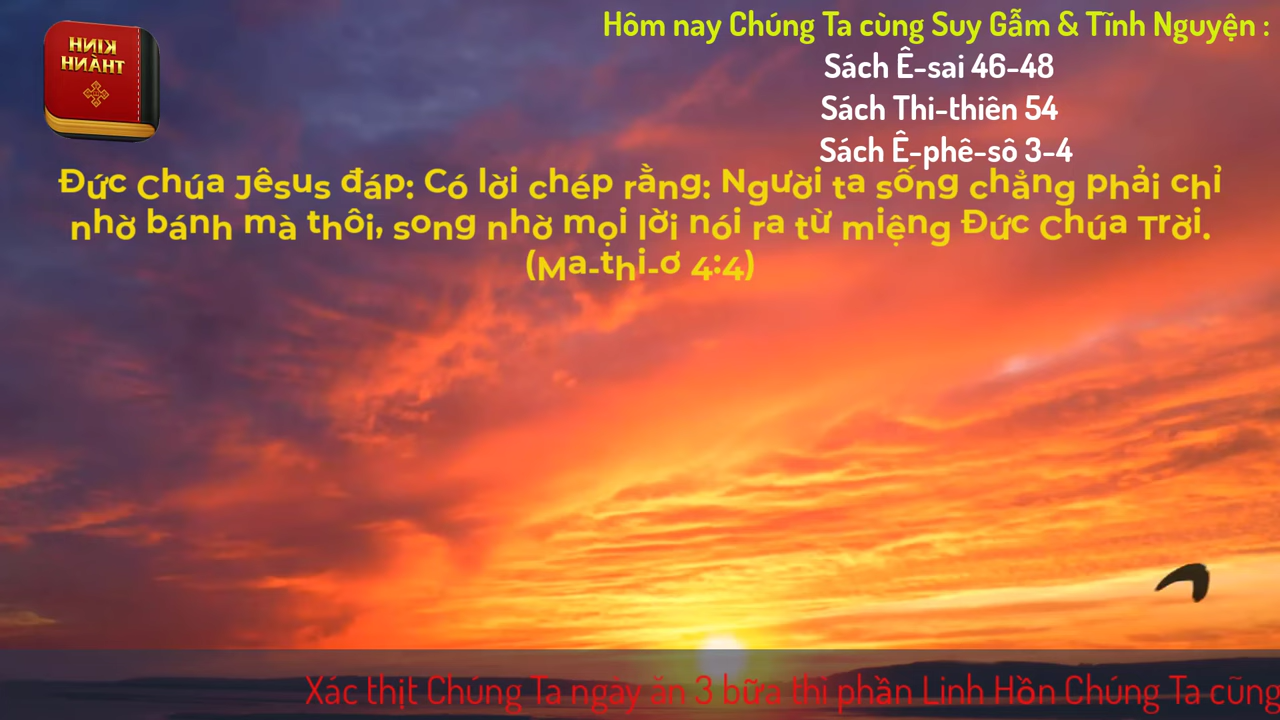 KINH
THÁNH
Hôm nay Chúng Ta cùng Suy Gẫm & Tĩnh Nguyện :
Sách Ê-sai 46-48
Sách Thi-thiên 54
Sách Ê-phê-sô 3-4
Đức Chúa Jêsus đáp: Có lời chép rằng: Người ta sống chẳng phải chỉ
nhờ bánh mà thôi, song nhờ mọi lời nói ra từ miệng Đức Chúa Trời.
(Ma-thi-ơ 4:4)
Xác thịt Chúng Ta ngày ăn 3 bữa thì phần Linh Hồn Chúng Ta cũng